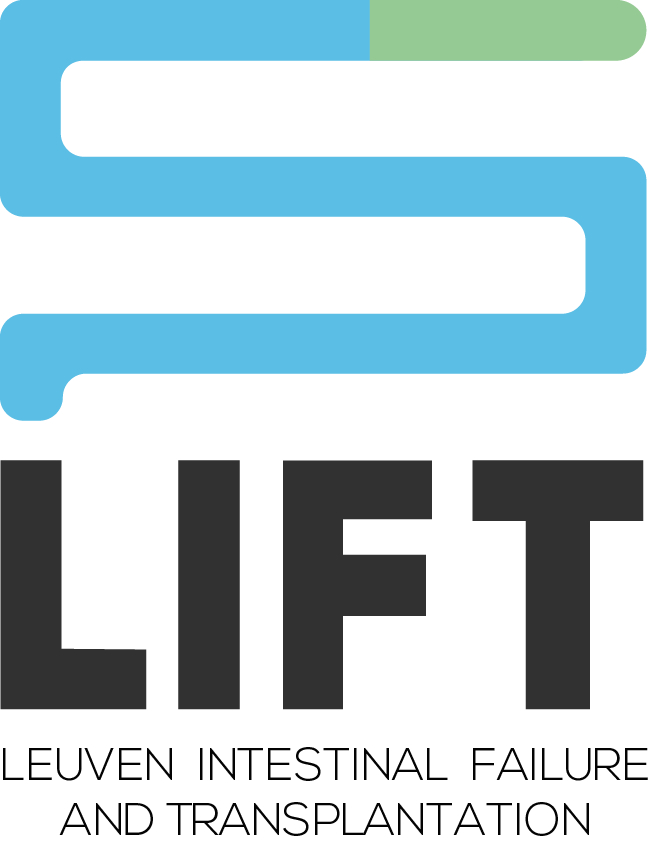 LIFT
LEUVEN INTESTINAL FAILURE
AND TRANSPLANTATION